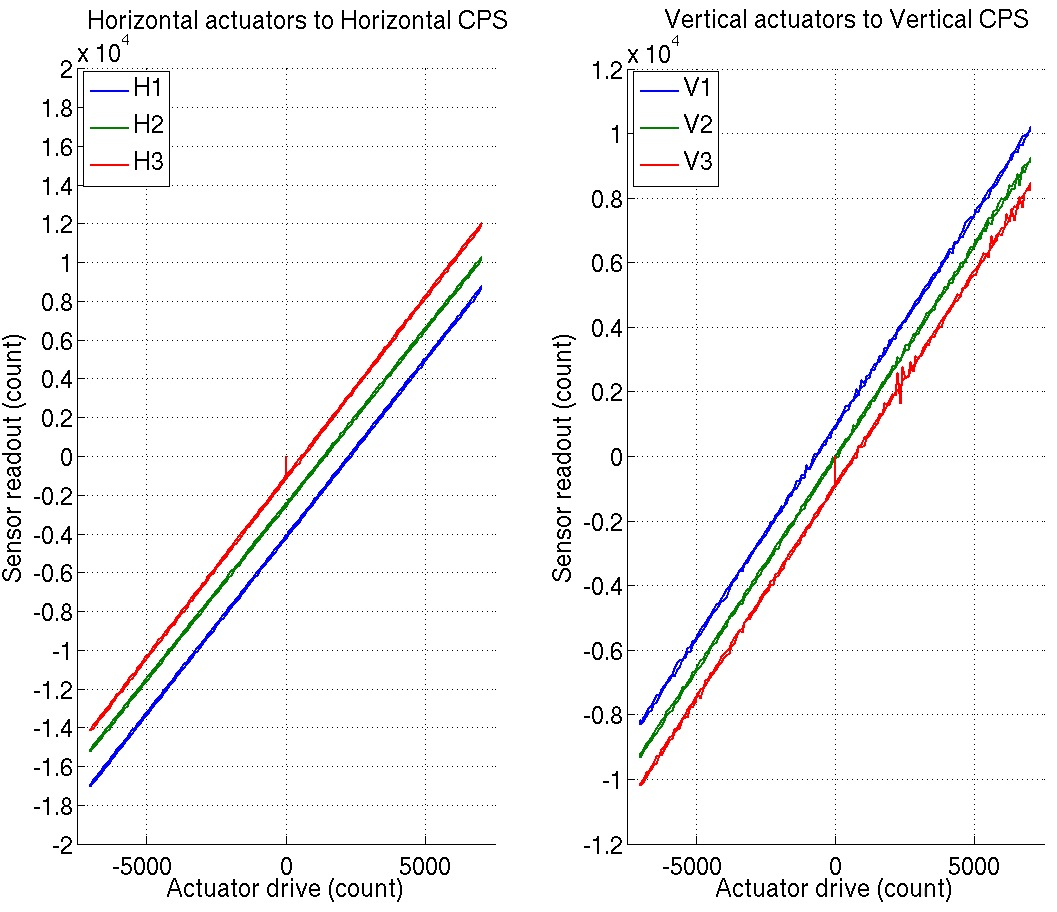 Horizontal actuators to Horizontal CPS
x 10^4
2
1.8
1.6
1.4
1.2
1
0.8
0.6
0.4
0.2
0
-0.2
-0.4
-0.6
-0.8
-1
-1.2
-1.4
-1.6
-1.8
-2
H1
H2
H3
Sensor readout (count)
-5000 0 5000
Actuator drive (count)
Vertical actuators to Vertical CPS
x 10^4
1.2
1
0.8
0.6
0.4
0.2
0
-0.2
-0.4
-0.6
-0.8
-1
-1.2
V1
V2
V3
Sensor readout (count)
-5000 0 5000
Actuator drive (count)